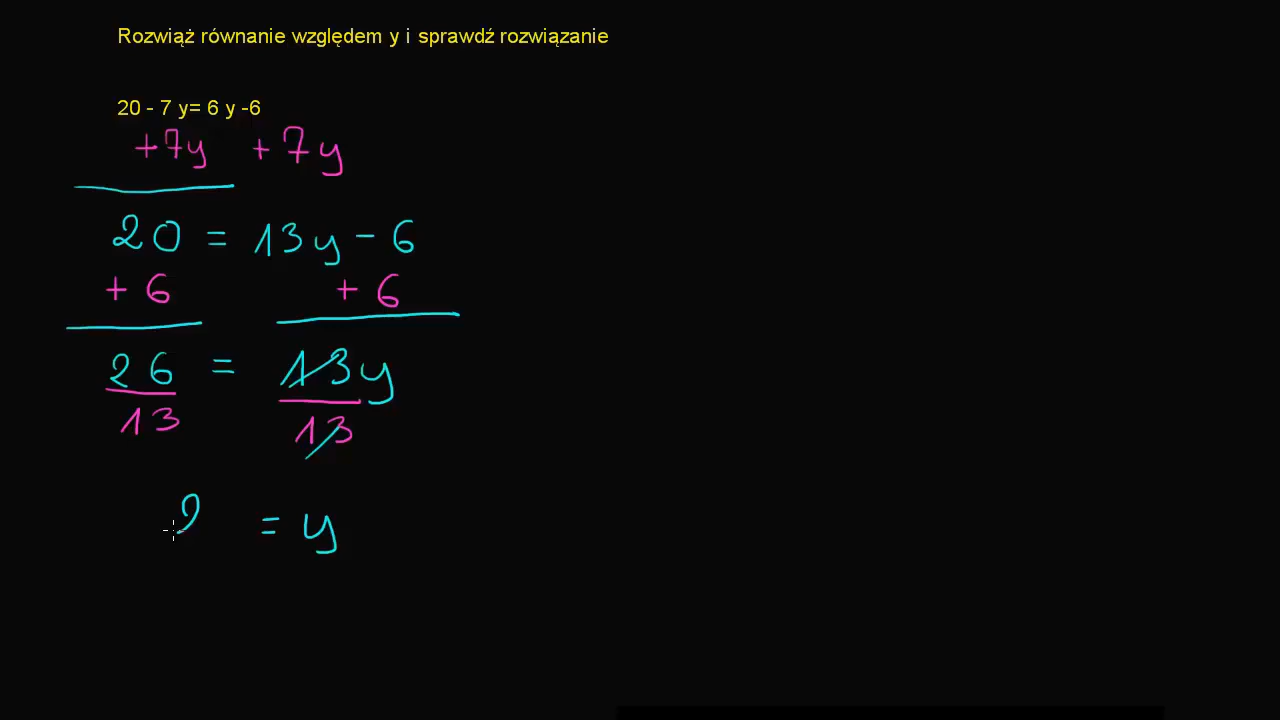 Rozwiąż równanie względem y i sprawdź rozwiązanie
20 - 7 y= 6 y -6
+7y +7y
20 = 13y - 6
+ 6 + 6
26 = 13y
13 13
2 = y